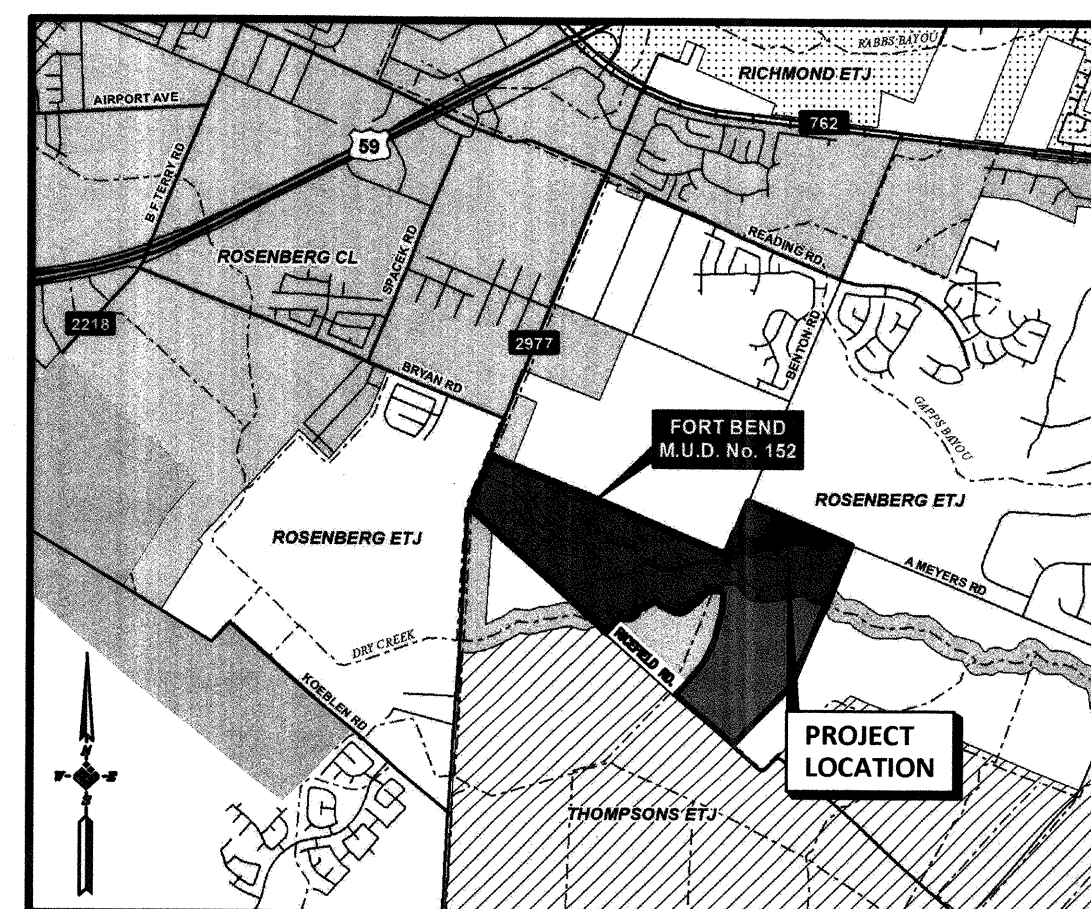 RABBS BAYOU
RICHMOND ETJ
AIRPORT AVE
762
59
B F TERRY RD
READING RD.
ROSENBERG CL
SPACEK RD
2218
2977
BENTON RD
BRYAN RD
GAPPS BAYOU
FORT BEND
M.U.D. No. 152
ROSENBERG ETJ
ROSENBERG ETJ
A MEYERS RD
DRY CREEK
RICEFIELD RD.
KOEBLEN RD
PROJECT
LOCATION
N
W
E
S
THOMPSONS ETJ